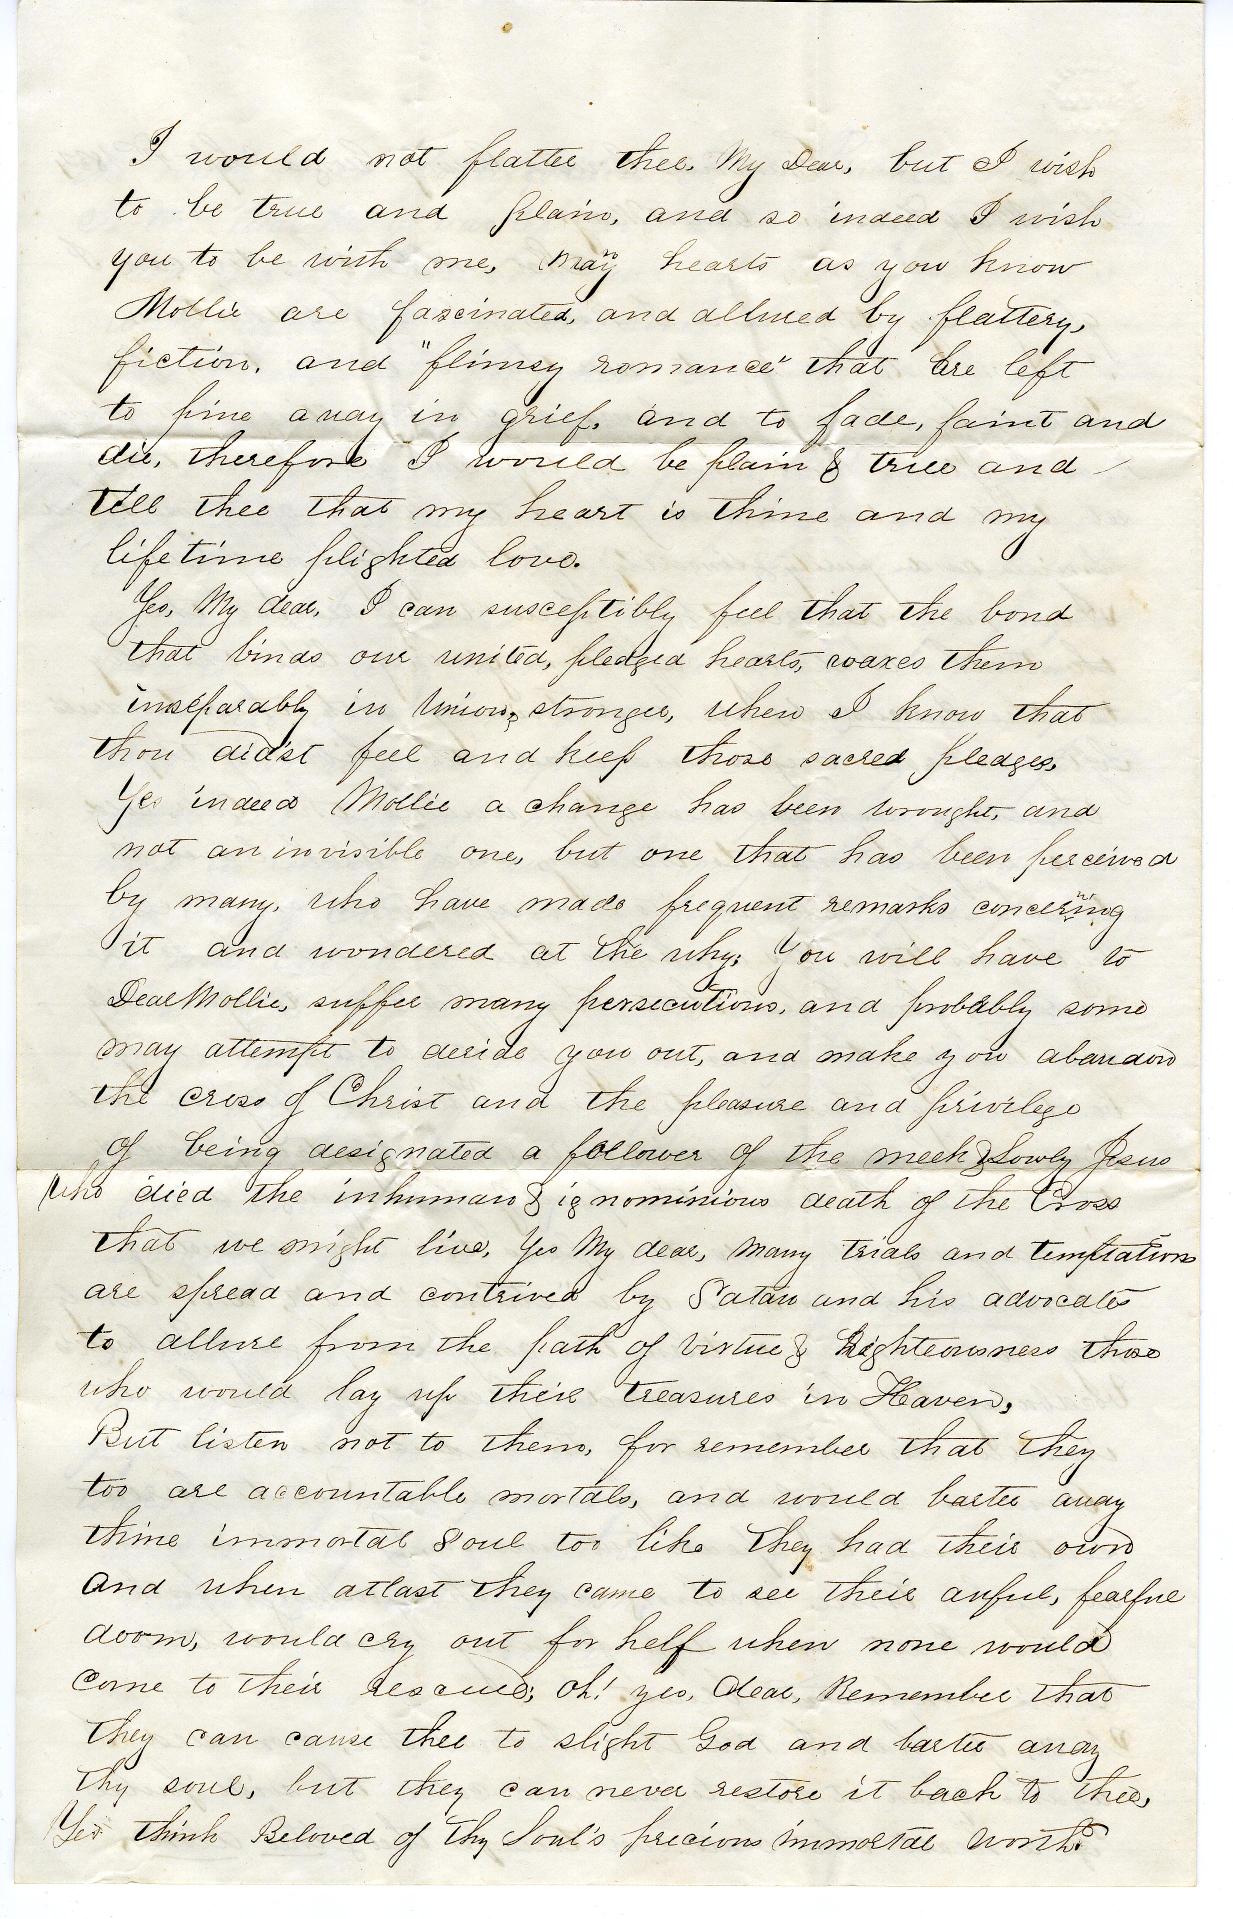 I would not flatter thee. My Dear, but I wish
to be true and plain, and so indeed I wish
you to be with me, Many hearts as you know
Mollie are fascinated, and allured by flattery,
fiction, and "flimsy romance" that are left
to pine away in grief, and to fade, faint and
die, therefore I would be plain & true and
tell thee that my heart is thine and my
lifetime plighted love.
Yes, My dear, I can susceptibly feel that the bond
that binds our united, pledged hearts, waxes them
inseparably in Union, stronger, when I know that
thou did'st feel and keep those sacred pledges,
Yes indeed Mollie a change has been wrought, and
not an invisible one, but one that has been perceived
by many, who have made frequent remarks concerning
it and wondered at the why; You will have to
Dear Mollie, suffer many persecutions, and probably some
may attempt to deride you out, and make you abandon
the cross of Christ and the pleasure and privilege
of being designated a follower of the meek & Lowly Jesus
who died the inhuman & ignominious death of the Cross
that we might live, Yes My dear, Many trials and temptations
are spread and contrived by Satan and his advocates
to allure from the path of Virtue & Righteousness those
who would lay up their treasures in Heaven,
But listen not to them, for remember that they
too are accountable mortals, and would barter away
thine immortal Soul too like they had their own
And when atlast they came to see their awful, fearful
doom, would cry out for help when none would
Come to their rescue; Oh! yes, Dear, Remember that
they can cause thee to slight God and barter away
thy soul, but they can never restore it back to thee,
Yes think Beloved of thy Soul's precious immortal worth